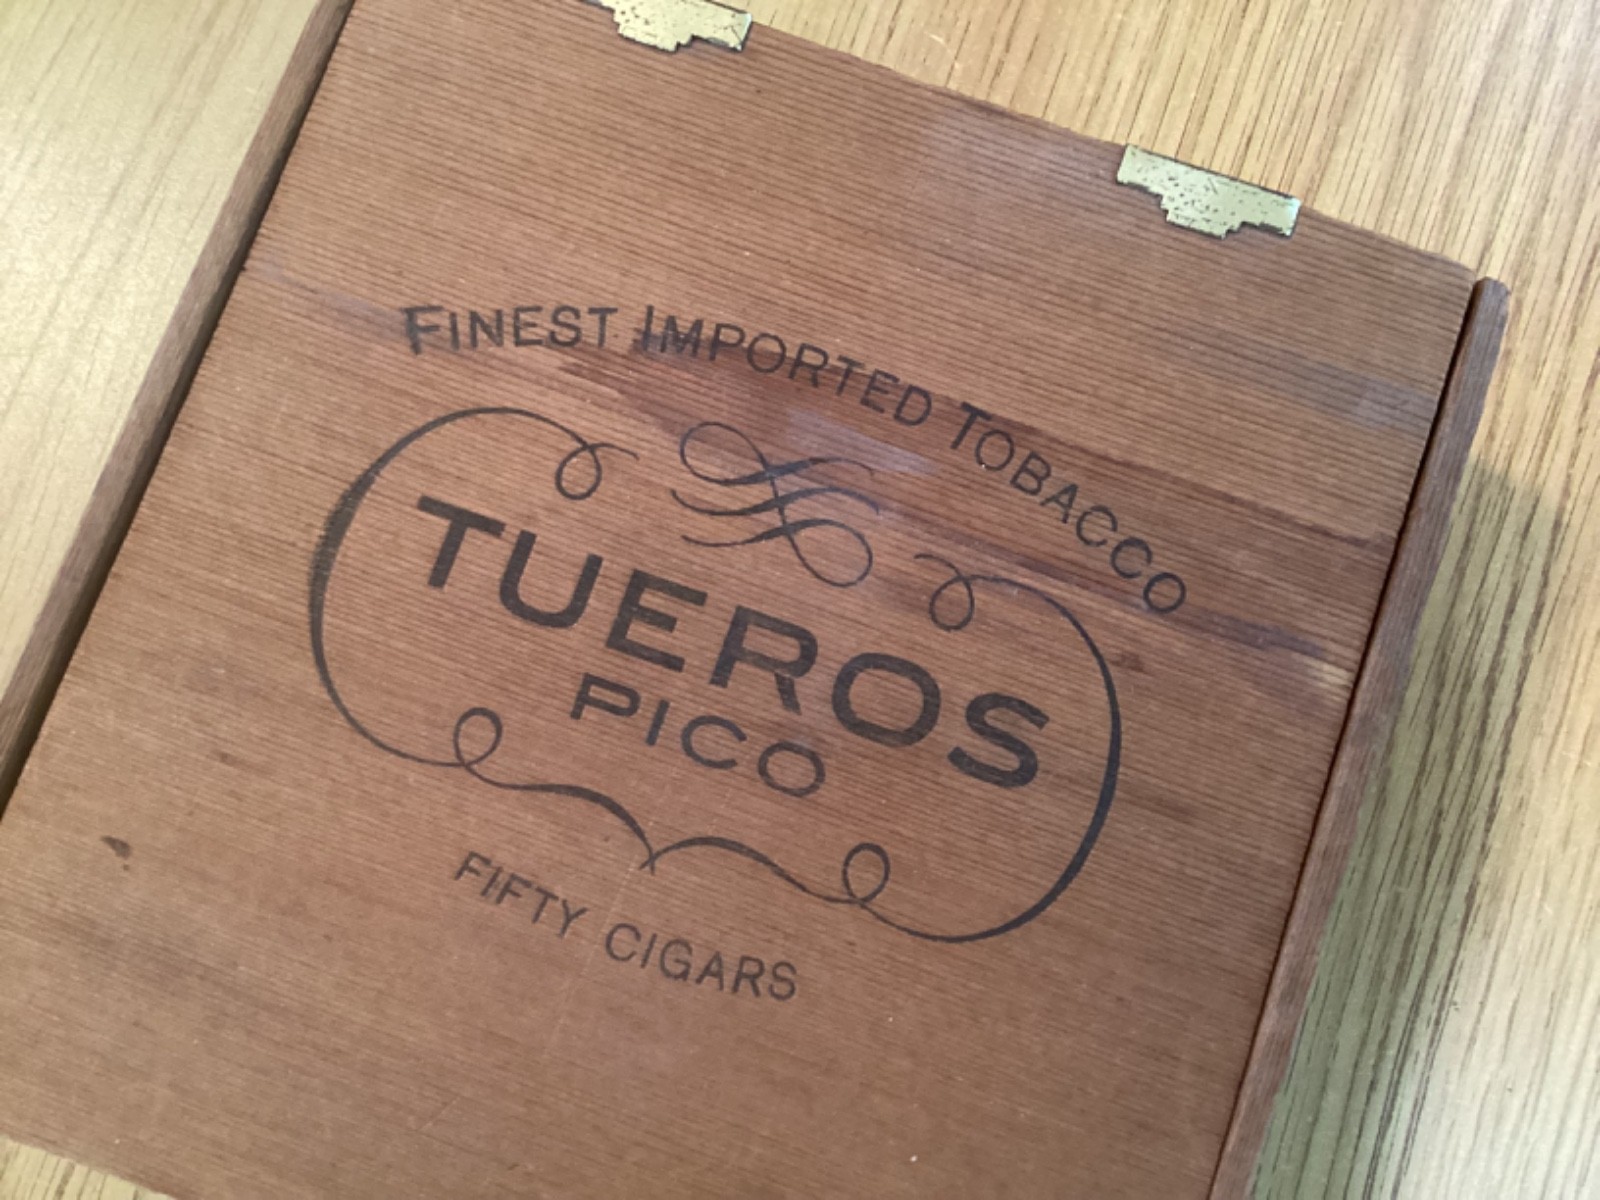 FINEST IMPORTED TOBACCO
TUEROS
PICO
FIFTY CIGARS